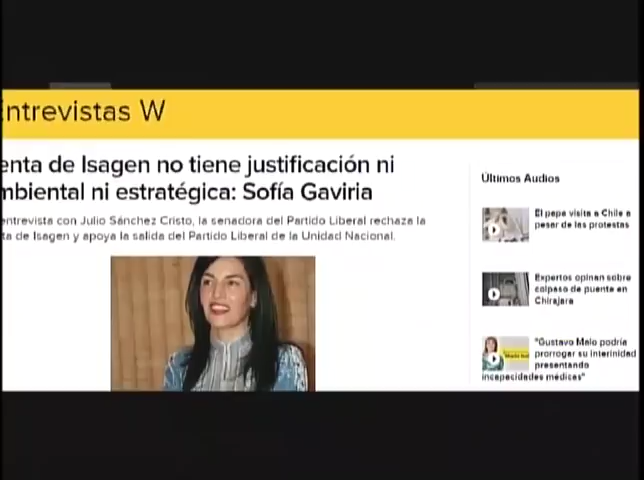 ntrevistas W
enta de Isagen no tiene justificación ni
mbiental ni estratégica: Sofía Gaviria
entrevista con Julio Sánchez Cristo, la senadora del Partido Liberal rechaza la
ta de Isagen y apoya la salida del Partido Liberal de la Unidad Nacional.
Últimos Audios
El papa visita a Chile a
pesar de las protestas
Expertos opinan sobre
colpaso de puente en
Chirajara
"Gustavo Malo podría
prorrogar su interinidad
presentando
incapacidades médicas"